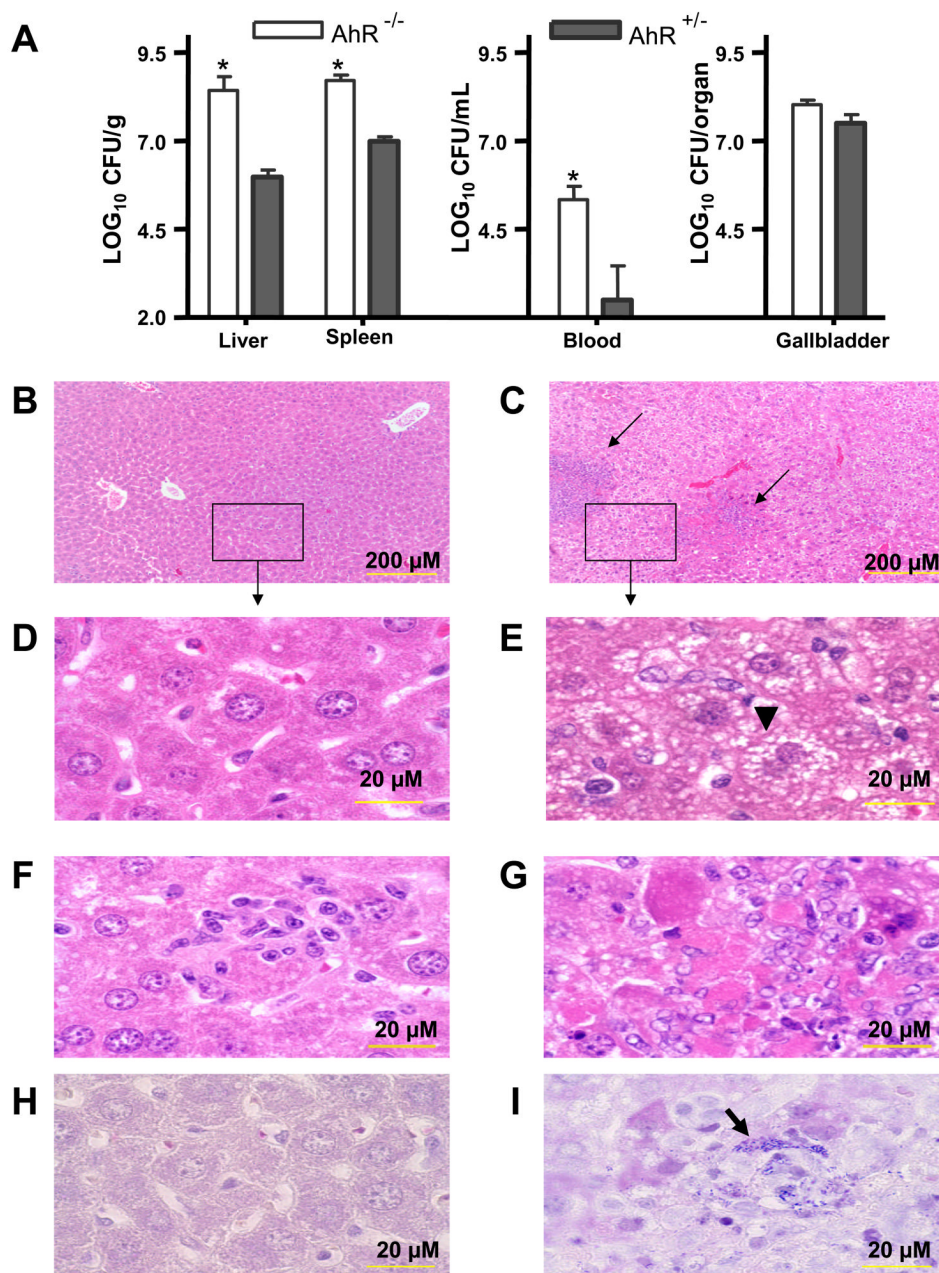 A
AhR -/-
AhR +/-
LOG10 CFU/g
9.5
7.0
4.5
2.0
*
*
Liver
Spleen
LOG10 CFU/mL
9.5
7.0
4.5
*
Blood
LOG10 CFU/organ
9.5
7.0
4.5
Gallbladder
B
200 µM
C
200 µM
D
20 µM
E
20 µM
F
20 µM
G
20 µM
H
20 µM
I
20 µM